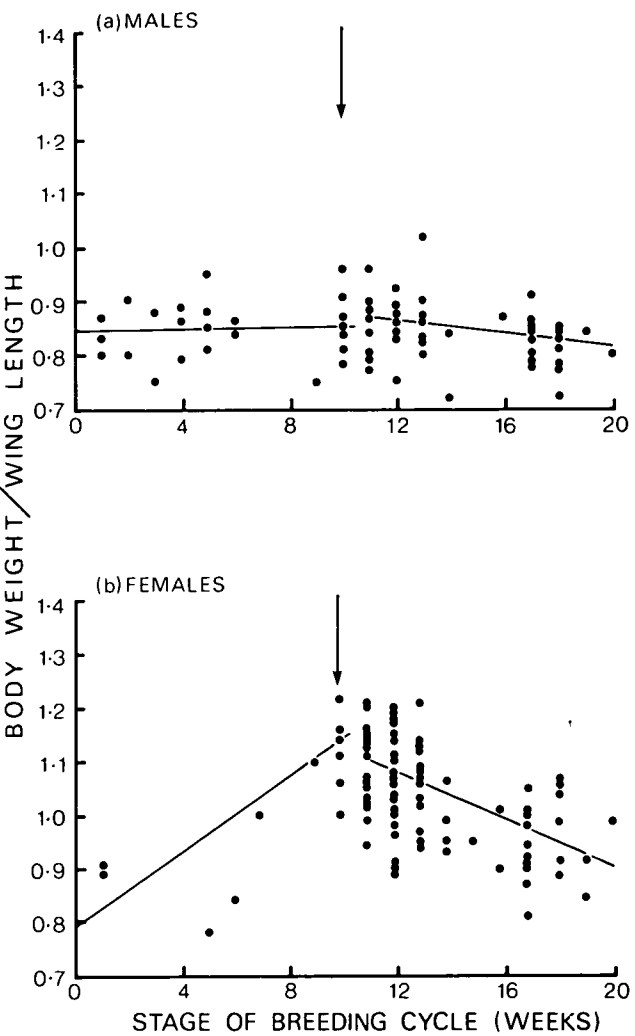 (a) MALES
1·4
1·3
1·2
1·1
1·0
0·9
0·8
0·7
0 4 8 12 16 20
BODY WEIGHT/WING LENGTH
(b) FEMALES
1·4
1·3
1·2
1·1
1·0
0·9
0·8
0·7
0 4 8 12 16 20
STAGE OF BREEDING CYCLE (WEEKS)